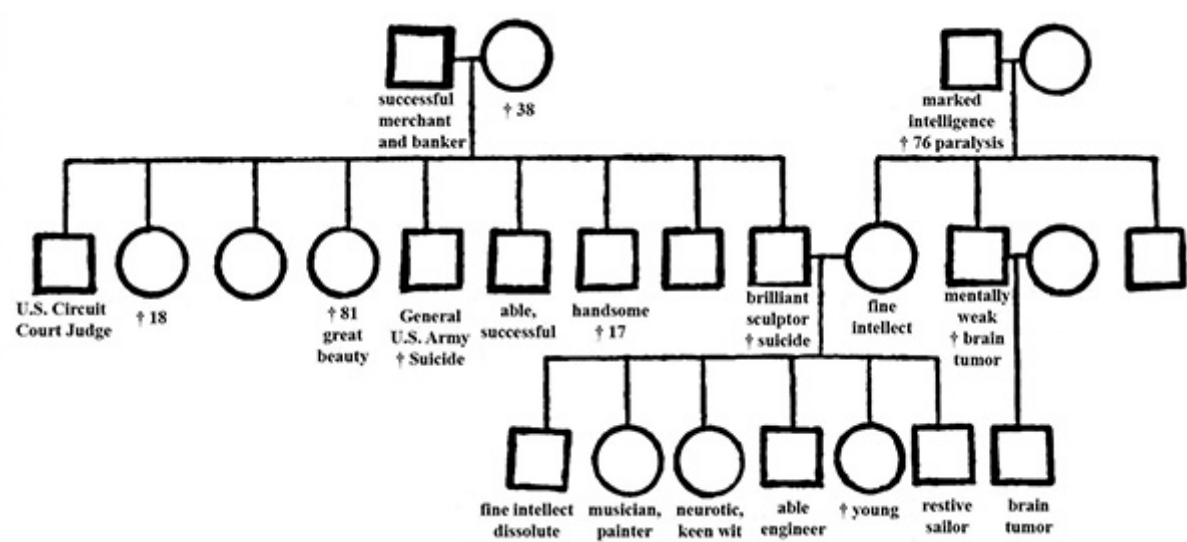 successful
merchant
and banker
† 38
marked
intelligence
† 76 paralysis
U.S. Circuit
Court Judge
† 18
† 81
great
beauty
General
U.S. Army
† Suicide
able,
successful
handsome
† 17
brilliant
sculptor
† suicide
fine
intellect
mentally
weak
† brain
tumor
fine intellect
dissolute
musician,
painter
neurotic,
keen wit
able
engineer
† young
restive
sailor
brain
tumor